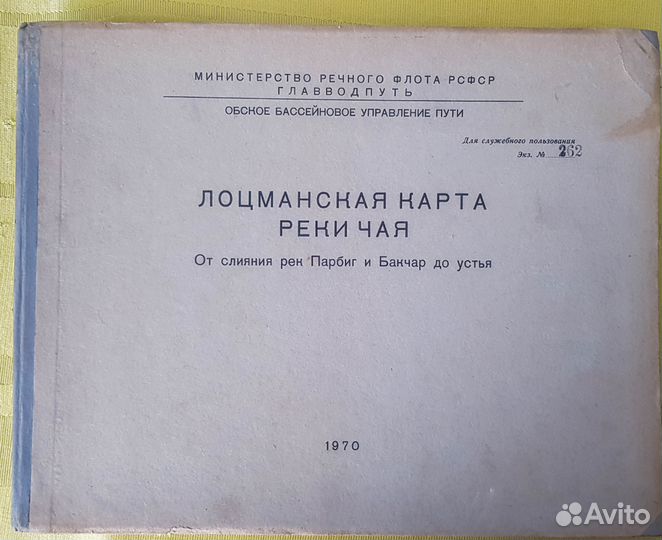 МИНИСТЕРСТВО РЕЧНОГО ФЛОТА РСФСР
ГЛАВВОДПУТЬ
ОБСКОЕ БАССЕЙНОВОЕ УПРАВЛЕНИЕ ПУТИ
Для служебного пользования
Экз. № 262
ЛОЦМАНСКАЯ КАРТА
РЕКИ ЧАЯ
От слияния рек Парбиг и Бакчар до устья
1970
Avito